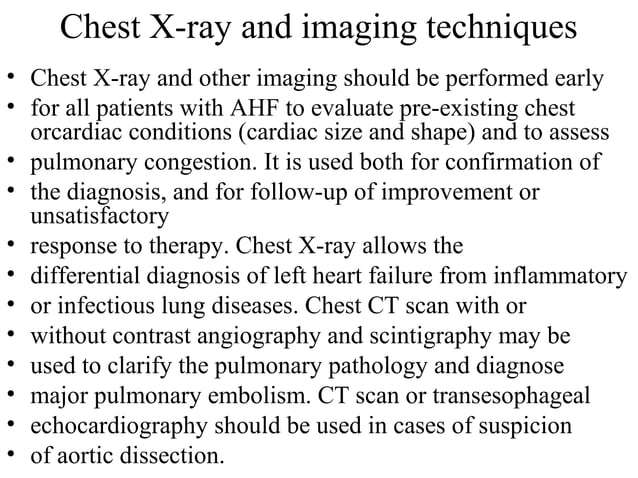 Chest X-ray and imaging techniques
• Chest X-ray and other imaging should be performed early
• for all patients with AHF to evaluate pre-existing chest
orcardiac conditions (cardiac size and shape) and to assess
• pulmonary congestion. It is used both for confirmation of
• the diagnosis, and for follow-up of improvement or
unsatisfactory
• response to therapy. Chest X-ray allows the
• differential diagnosis of left heart failure from inflammatory
• or infectious lung diseases. Chest CT scan with or
• without contrast angiography and scintigraphy may be
• used to clarify the pulmonary pathology and diagnose
• major pulmonary embolism. CT scan or transesophageal
• echocardiography should be used in cases of suspicion
• of aortic dissection.